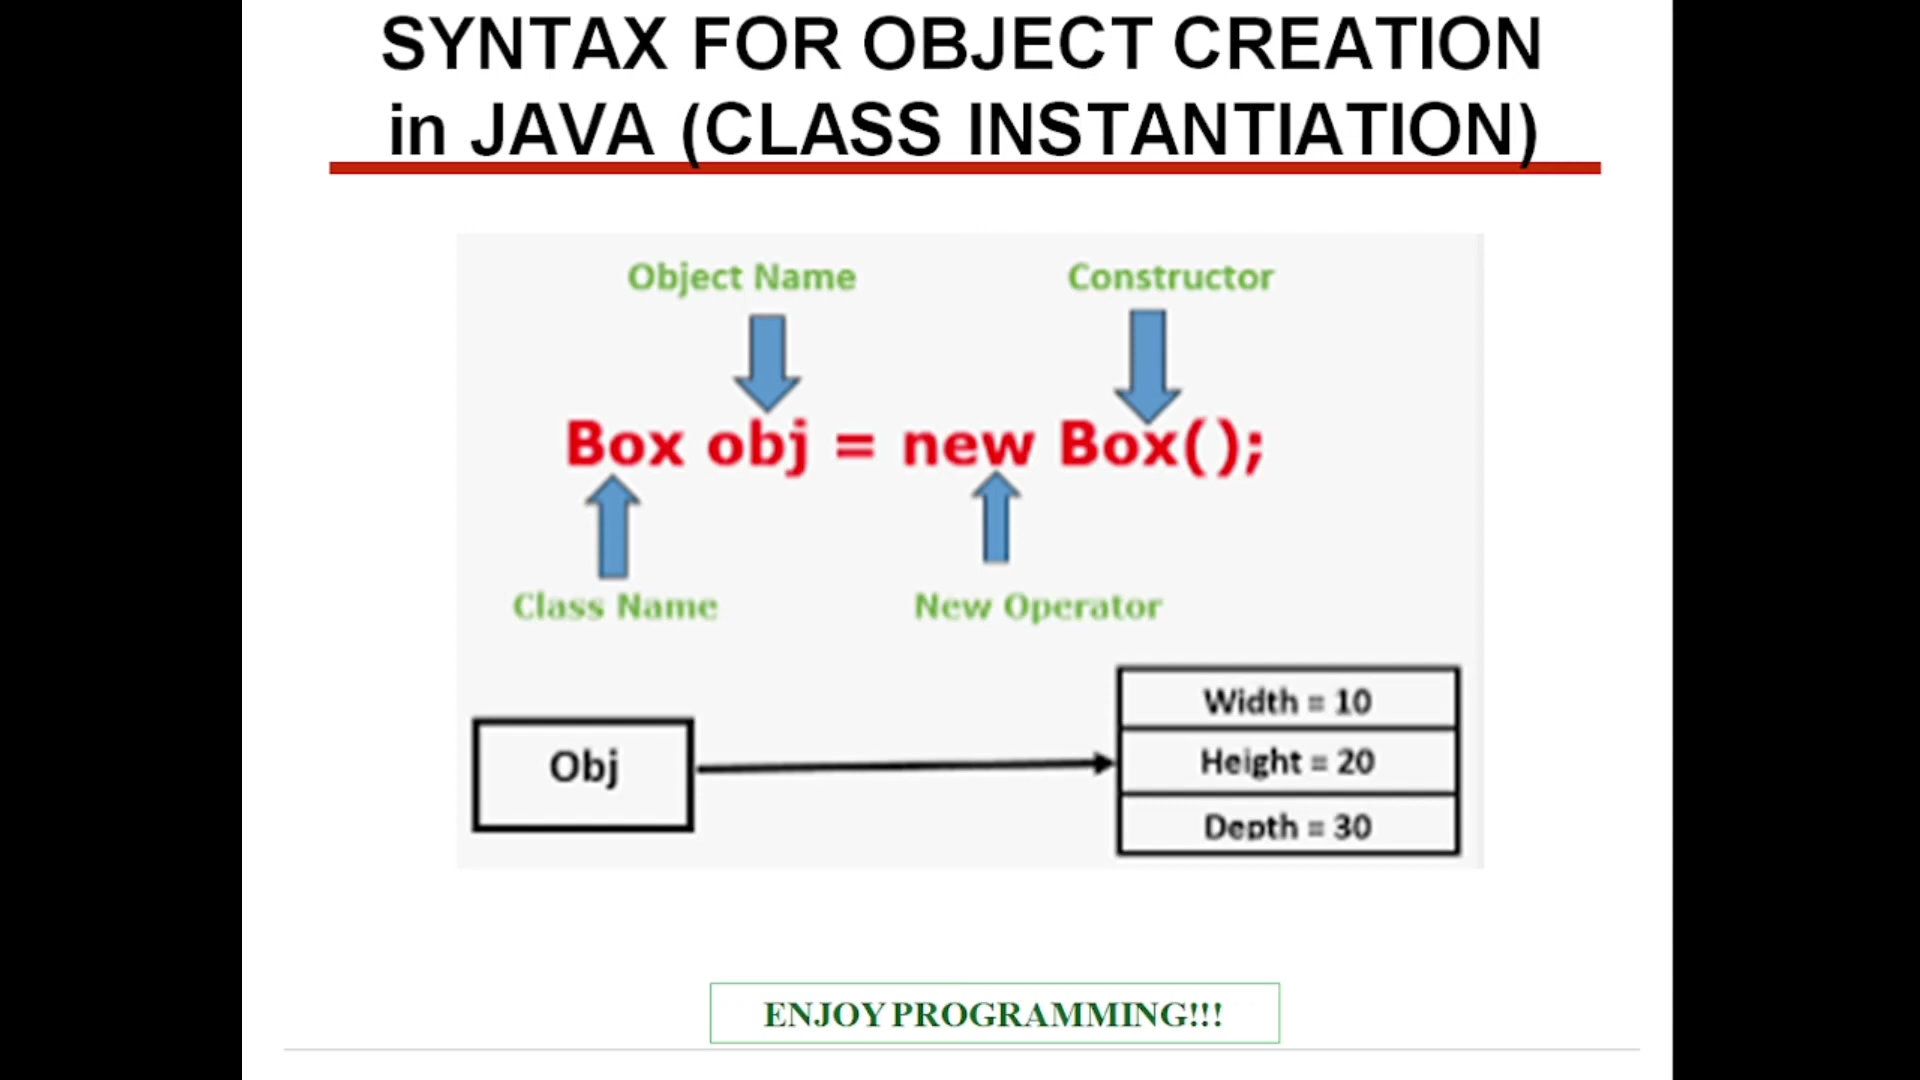 SYNTAX FOR OBJECT CREATION
in JAVA (CLASS INSTANTIATION)
Object Name
Constructor
Box obj = new Box();
Class Name
New Operator
Obj
Width = 10
Height = 20
Depth = 30
ENJOY PROGRAMMING!!!